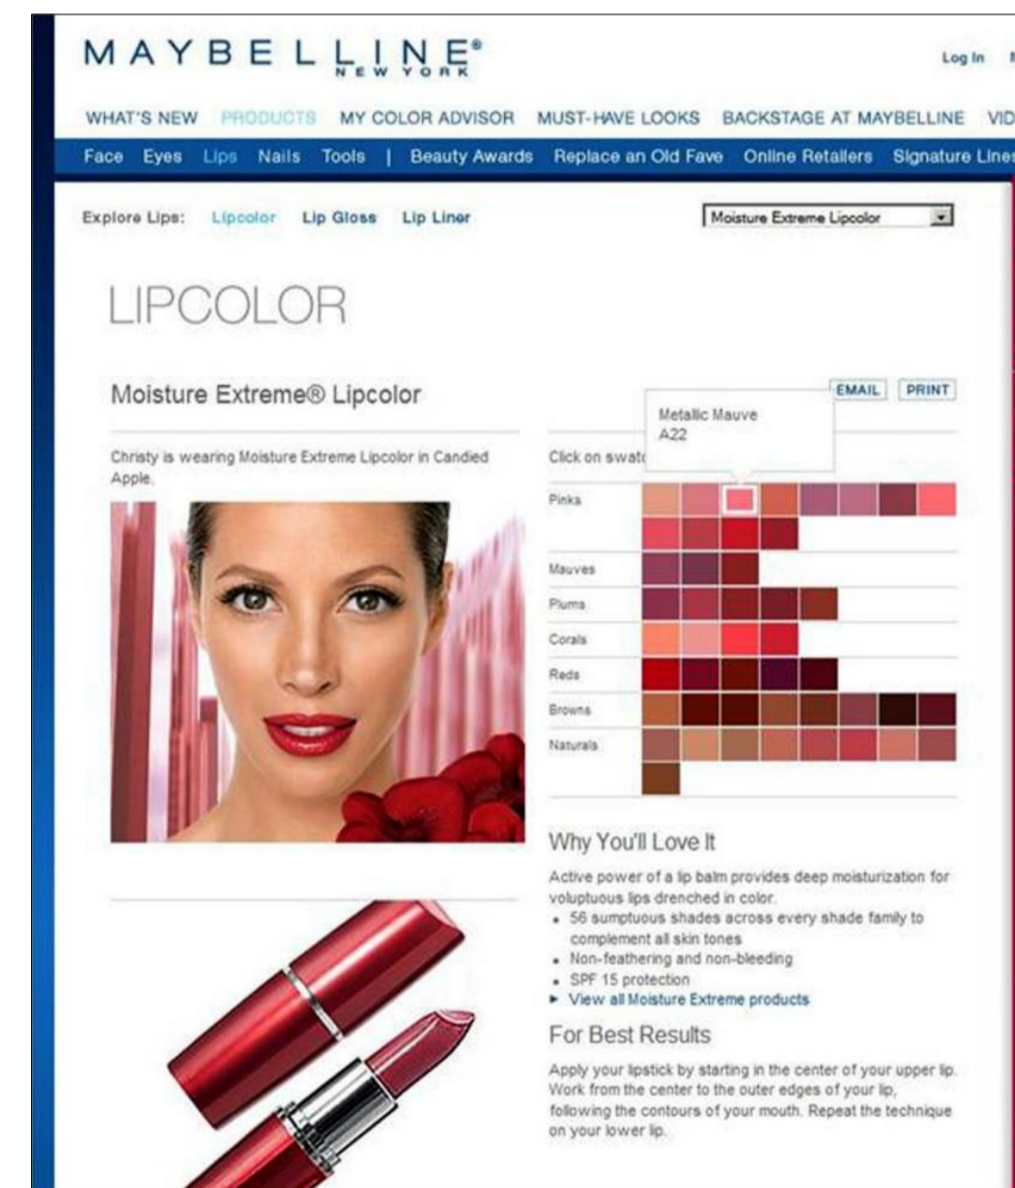 MAYBELLINE®
NEW YORK
Log In
WHAT'S NEW PRODUCTS MY COLOR ADVISOR MUST-HAVE LOOKS BACKSTAGE AT MAYBELLINE VID
Face Eyes Lips Nails Tools | Beauty Awards Replace an Old Fave Online Retailers Signature Lines
Explore Lips: Lipcolor Lip Gloss Lip Liner Moisture Extreme Lipcolor
LIPCOLOR
Moisture Extreme® Lipcolor
EMAIL PRINT
Metallic Mauve
A22
Christy is wearing Moisture Extreme Lipcolor in Candied
Apple.
Click on swatc
Pinks
Mauves
Plums
Corals
Reds
Browns
Naturals
Why You'll Love It
Active power of a lip balm provides deep moisturization for
voluptuous lips drenched in color.
• 56 sumptuous shades across every shade family to
complement all skin tones
• Non-feathering and non-bleeding
• SPF 15 protection
► View all Moisture Extreme products
For Best Results
Apply your lipstick by starting in the center of your upper lip.
Work from the center to the outer edges of your lip,
following the contours of your mouth. Repeat the technique
on your lower lip.